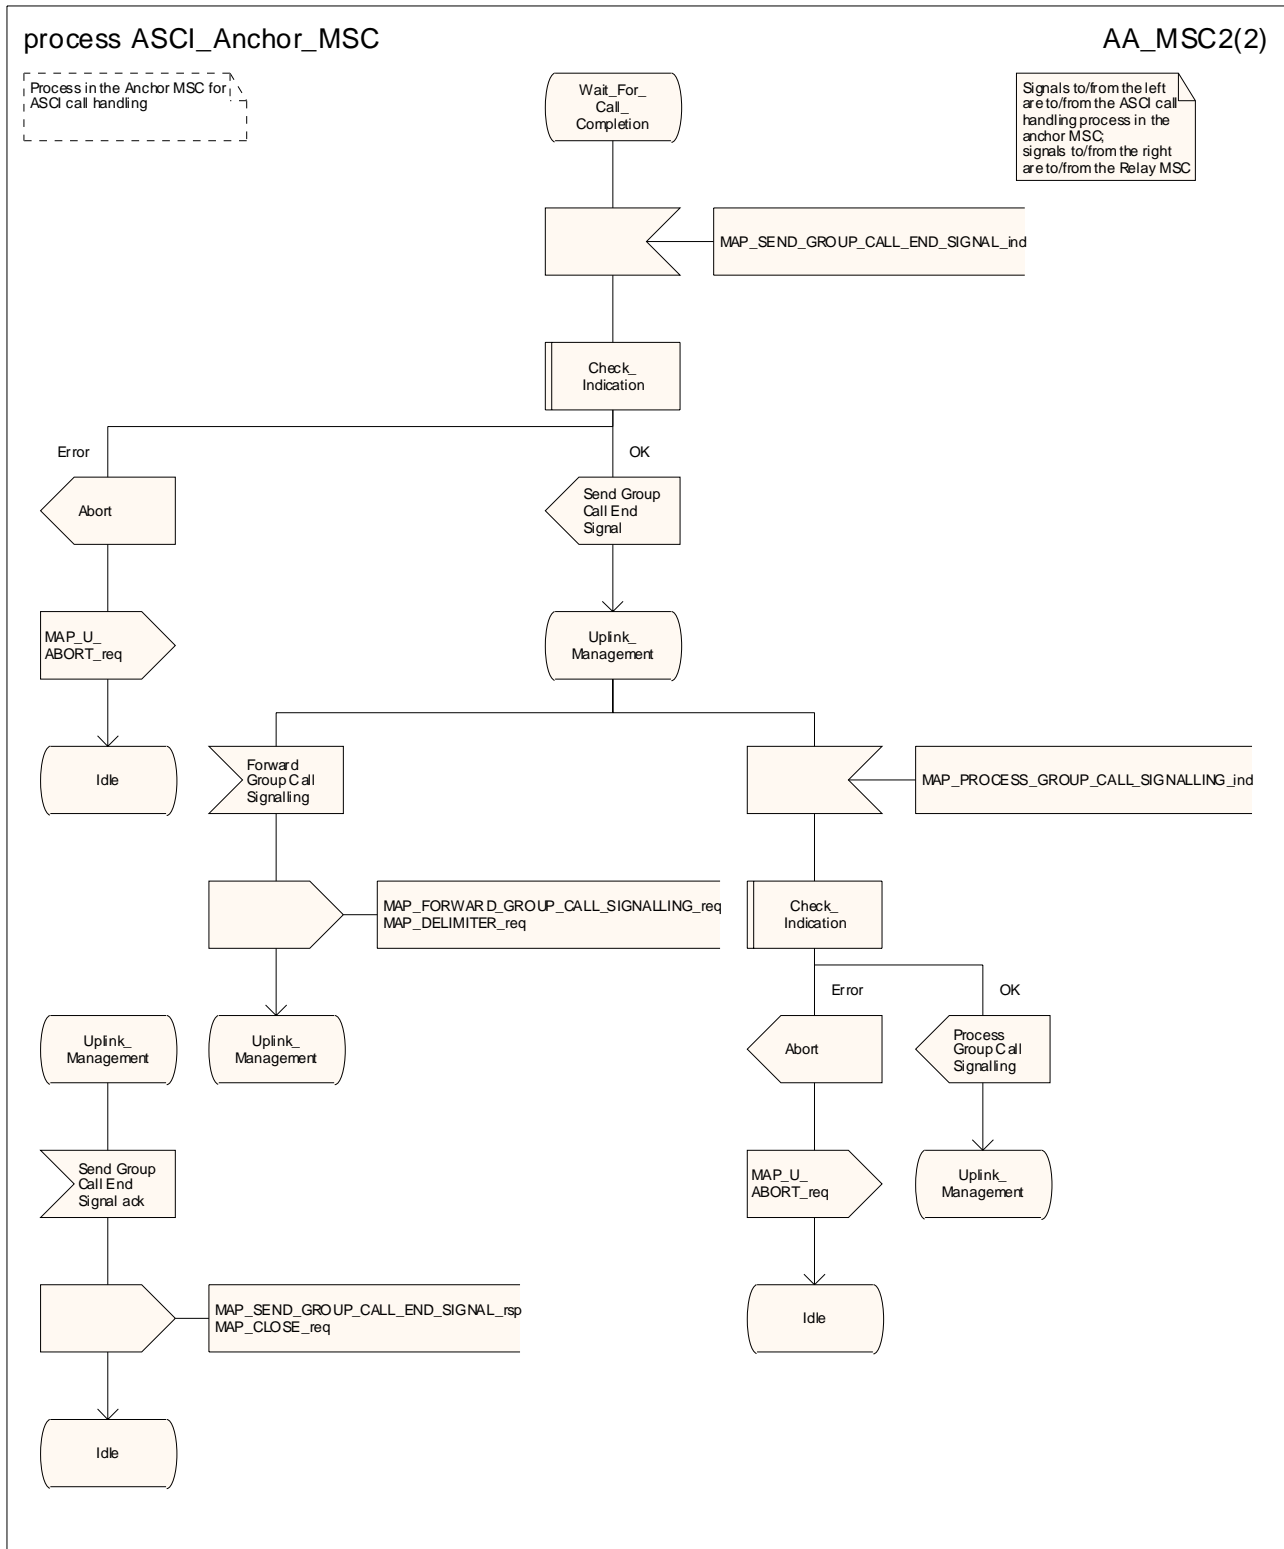 process ASCI_Anchor_MSC
AA_MSC2(2)
Process in the Anchor MSC for
ASCI call handling
Wait_For_
Call_
Completion
Signals to/from the left
are to/from the ASCI call
handling process in the
anchor MSC;
signals to/from the right
are to/from the Relay MSC
MAP_SEND_GROUP_CALL_END_SIGNAL_ind
Check_
Indication
Error
OK
Abort
Send Group
Call End
Signal
MAP_U_
ABORT_req
Uplink_
Management
Idle
Forward
Group Call
Signalling
MAP_PROCESS_GROUP_CALL_SIGNALLING_ind
MAP_FORWARD_GROUP_CALL_SIGNALLING_req
MAP_DELIMITER_req
Check_
Indication
Error
OK
Uplink_
Management
Uplink_
Management
Abort
Process
Group Call
Signalling
Send Group
Call End
Signal ack
MAP_U_
ABORT_req
Uplink_
Management
MAP_SEND_GROUP_CALL_END_SIGNAL_rsp
MAP_CLOSE_req
Idle
Idle